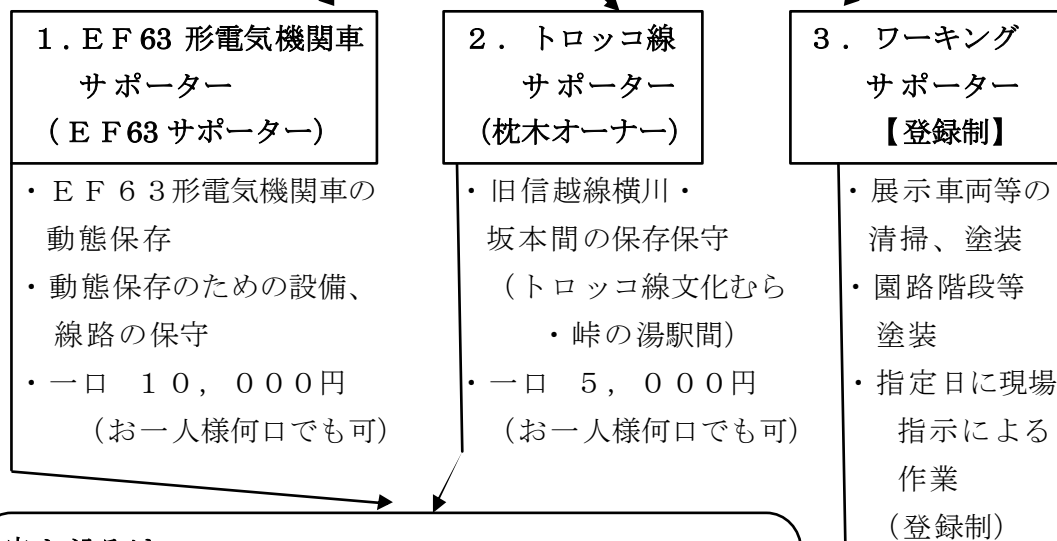 1．ＥＦ63 形電気機関車
サポーター
（ＥＦ63 サポーター）
・ＥＦ６３形電気機関車の
動態保存
・動態保存のための設備、
線路の保守
・一口　１０，０００円
（お一人様何口でも可）
2．トロッコ線
サポーター
（枕木オーナー）
・旧信越線横川・
坂本間の保存保守
（トロッコ線文化むら
・峠の湯駅間）
・一口　５，０００円
（お一人様何口でも可）
3．ワーキング
サポーター
【登録制】
・展示車両等の
清掃、塗装
・園路階段等
塗装
・指定日に現場
指示による
作業
（登録制）